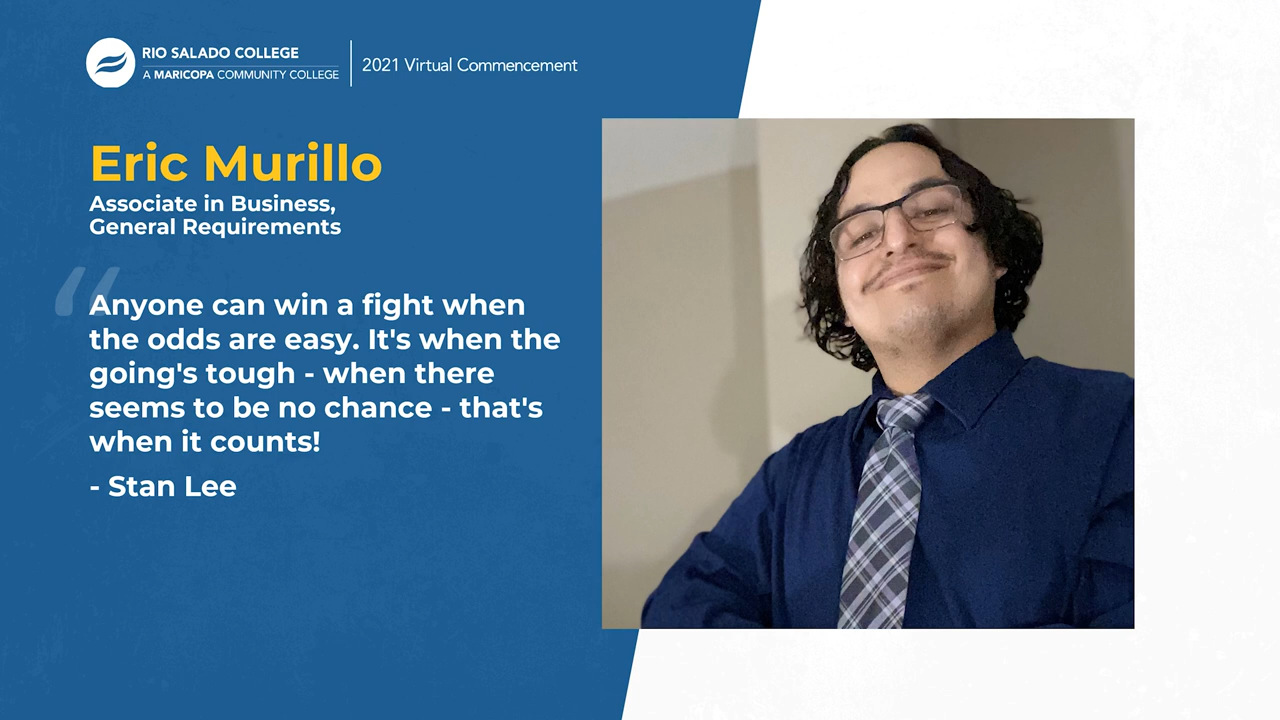 RIO SALADO COLLEGE
A MARICOPA COMMUNITY COLLEGE
2021 Virtual Commencement
Eric Murillo
Associate in Business,
General Requirements
“
Anyone can win a fight when
the odds are easy. It's when the
going's tough - when there
seems to be no chance - that's
when it counts!
- Stan Lee